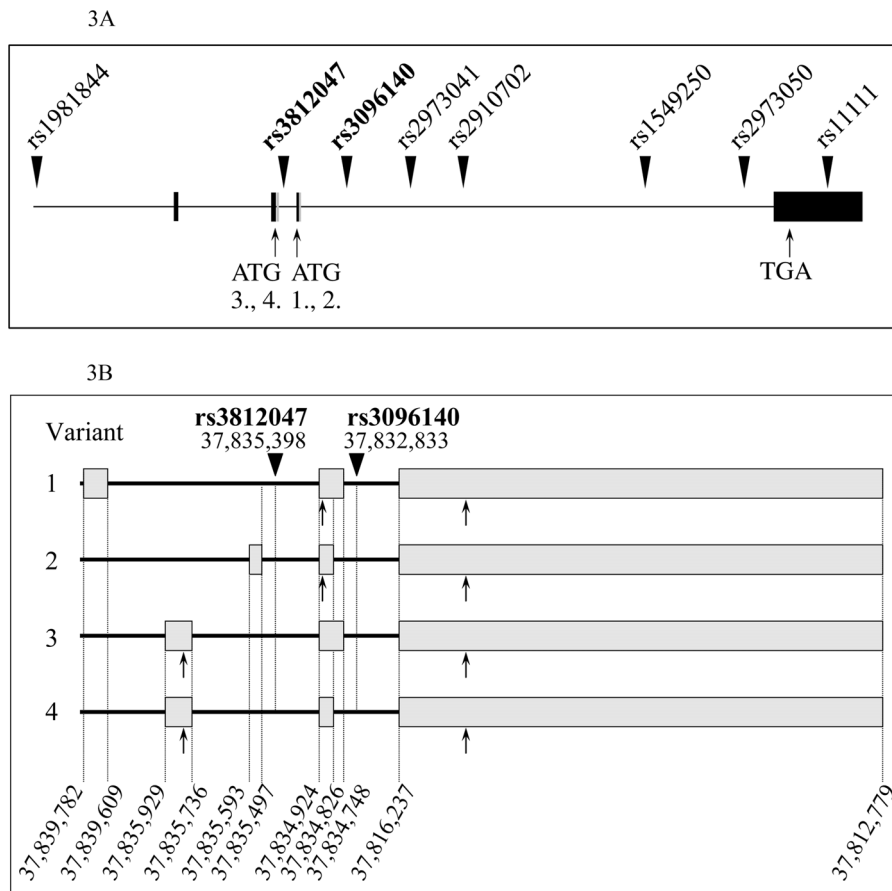 3A
rs1981844
rs3812047
rs3096140
rs2973041
rs2910702
rs1549250
rs2973050
rs11111
ATG ATG
3., 4. 1., 2.
TGA
3B
Variant
rs3812047 rs3096140
37,835,398 37,832,833
1
2
3
4
37,839,782
37,839,609
37,835,929
37,835,736
37,835,593
37,835,497
37,834,924
37,834,826
37,834,748
37,816,237
37,812,779